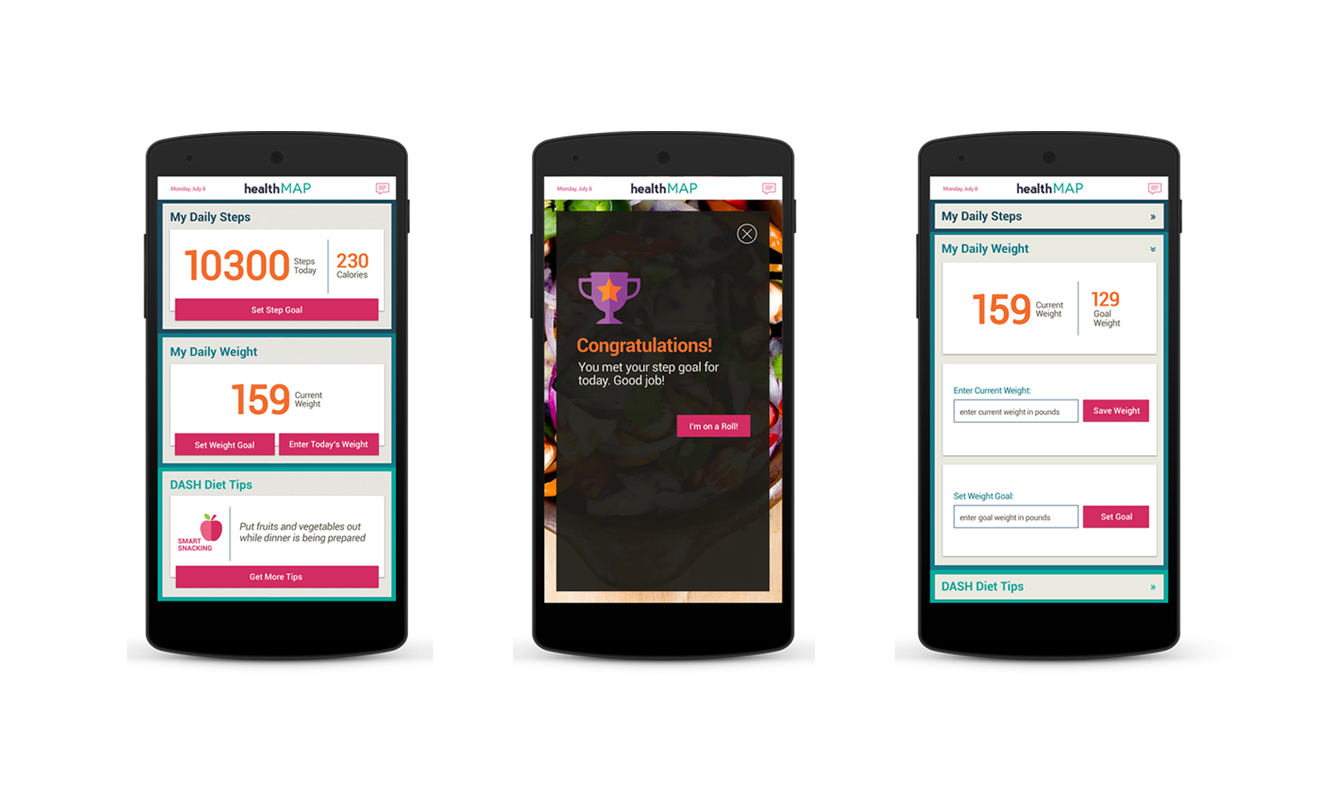 Monday, July 8
healthMAP
My Daily Steps
10300
Steps
Today
230
Calories
Set Step Goal
My Daily Weight
159
Current
Weight
Set Weight Goal
Enter Today's Weight
DASH Diet Tips
SMART
SNACKING
Put fruits and vegetables out
while dinner is being prepared
Get More Tips
Monday, July 6
healthMAP
Congratulations!
You met your step goal for
today. Good job!
I'm on a Roll!
Monday, July 8
healthMAP
My Daily Steps »
My Daily Weight
159
Current
Weight
129
Goal
Weight
Enter Current Weight:
enter current weight in pounds
Save Weight
Set Weight Goal:
enter goal weight in pounds
Set Goal
DASH Diet Tips »